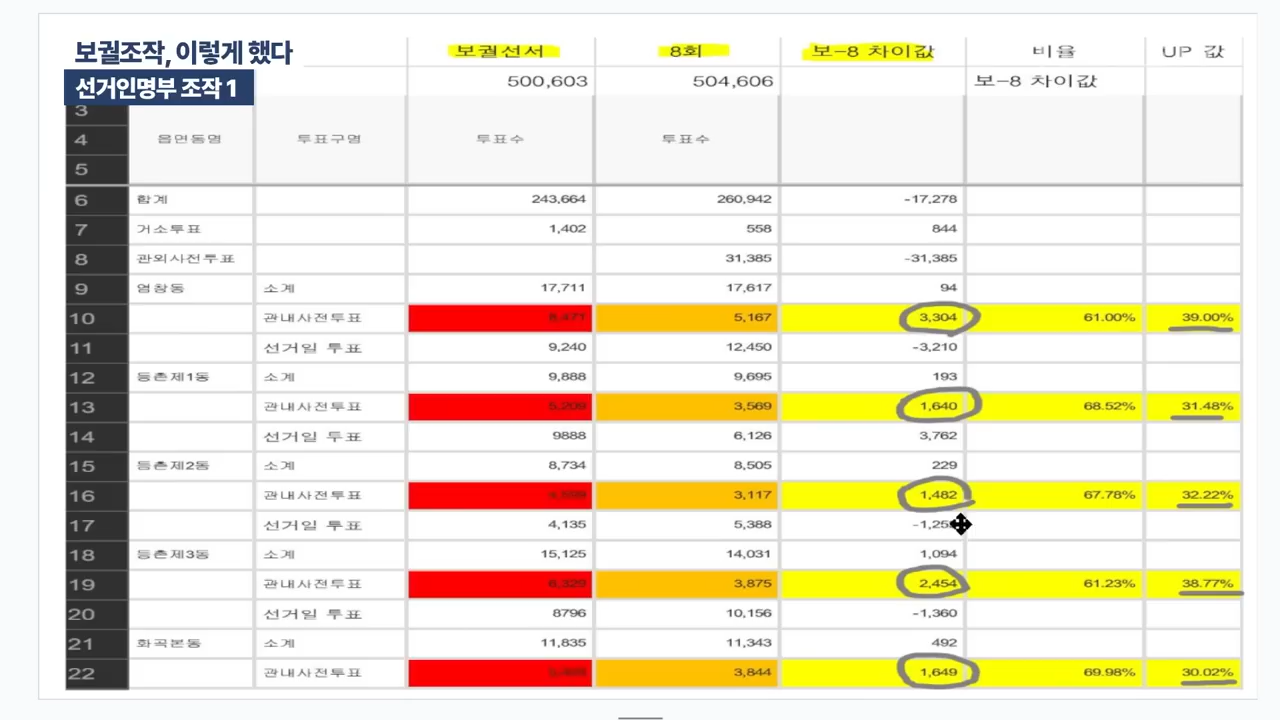 보궐조작, 이렇게 했다
선거인명부 조작 1
보궐선서 8회 보-8 차이값 비율 UP 값
500,603 504,606 보-8 차이값
3
4 읍면동명 투표구명 투표수 투표수
5
6 합계 243,664 260,942 -17,278
7 거소투표 1,402 558 844
8 관외사전투표 31,385 -31,385
9 염창동 소계 17,711 17,617 94
10 관내사전투표 8,471 5,167 3,304 61.00% 39.00%
11 선거일 투표 9,240 12,450 -3,210
12 등촌제1동 소계 9,888 9,695 193
13 관내사전투표 5,209 3,569 1,640 68.52% 31.48%
14 선거일 투표 9888 6,126 3,762
15 등촌제2동 소계 8,734 8,505 229
16 관내사전투표 4,599 3,117 1,482 67.78% 32.22%
17 선거일 투표 4,135 5,388
18 등촌제3동 소계 15,125 14,031 1,094
19 관내사전투표 6,329 3,875 2,454 61.23% 38.77%
20 선거일 투표 8796 10,156 -1,360
21 화곡본동 소계 11,835 11,343 492
22 관내사전투표 3,844 1,649 69.98% 30.02%